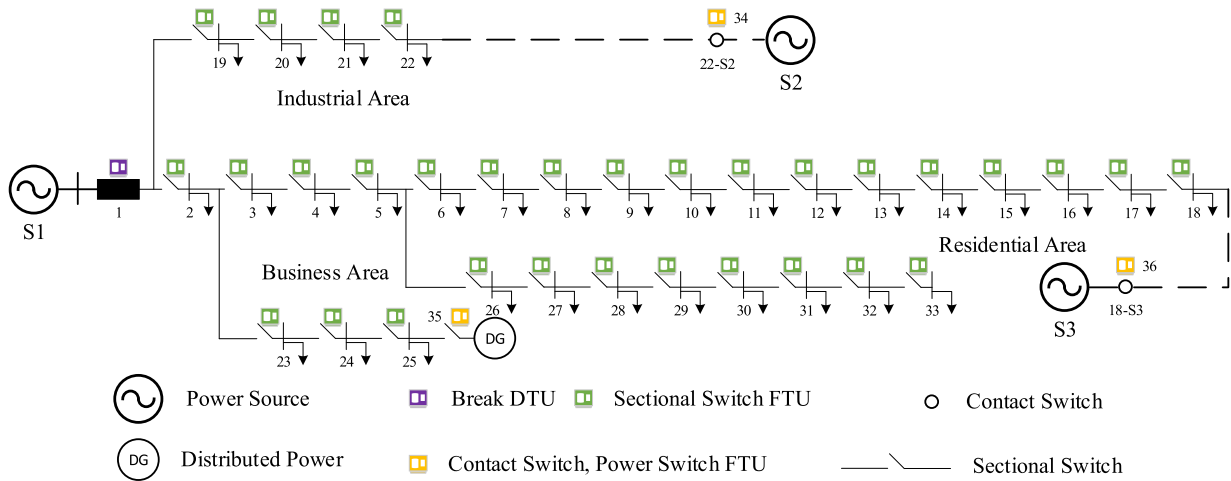 34
19 20 21 22
22-S2
S2
Industrial Area
S1
1 2 3 4 5 6 7 8 9 10 11 12 13 14 15 16 17 18
Residential Area
Business Area
36
26 27 28 29 30 31 32 33
S3
18-S3
35
DG
23 24 25
Power Source
Break DTU
Sectional Switch FTU
Contact Switch
DG
Distributed Power
Contact Switch, Power Switch FTU
Sectional Switch